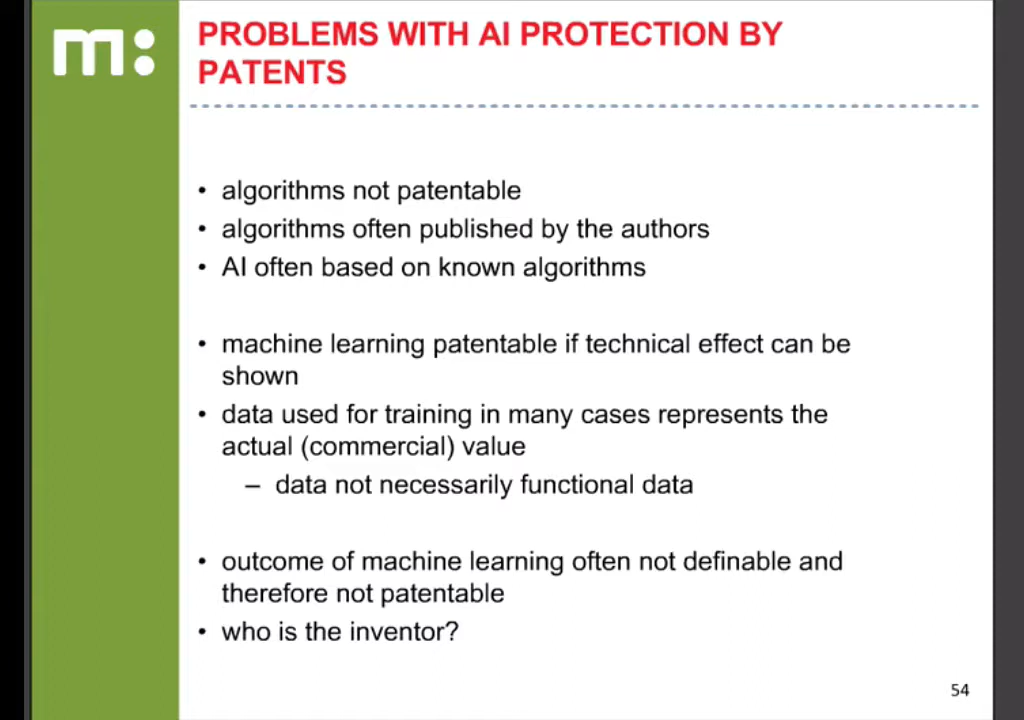 m:
PROBLEMS WITH AI PROTECTION BY
PATENTS
• algorithms not patentable
• algorithms often published by the authors
• AI often based on known algorithms
• machine learning patentable if technical effect can be
shown
• data used for training in many cases represents the
actual (commercial) value
– data not necessarily functional data
• outcome of machine learning often not definable and
therefore not patentable
• who is the inventor?
54